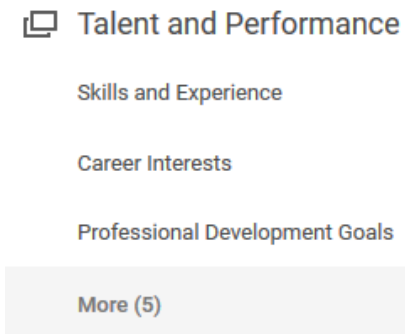 Talent and Performance
Skills and Experience
Career Interests
Professional Development Goals
More (5)